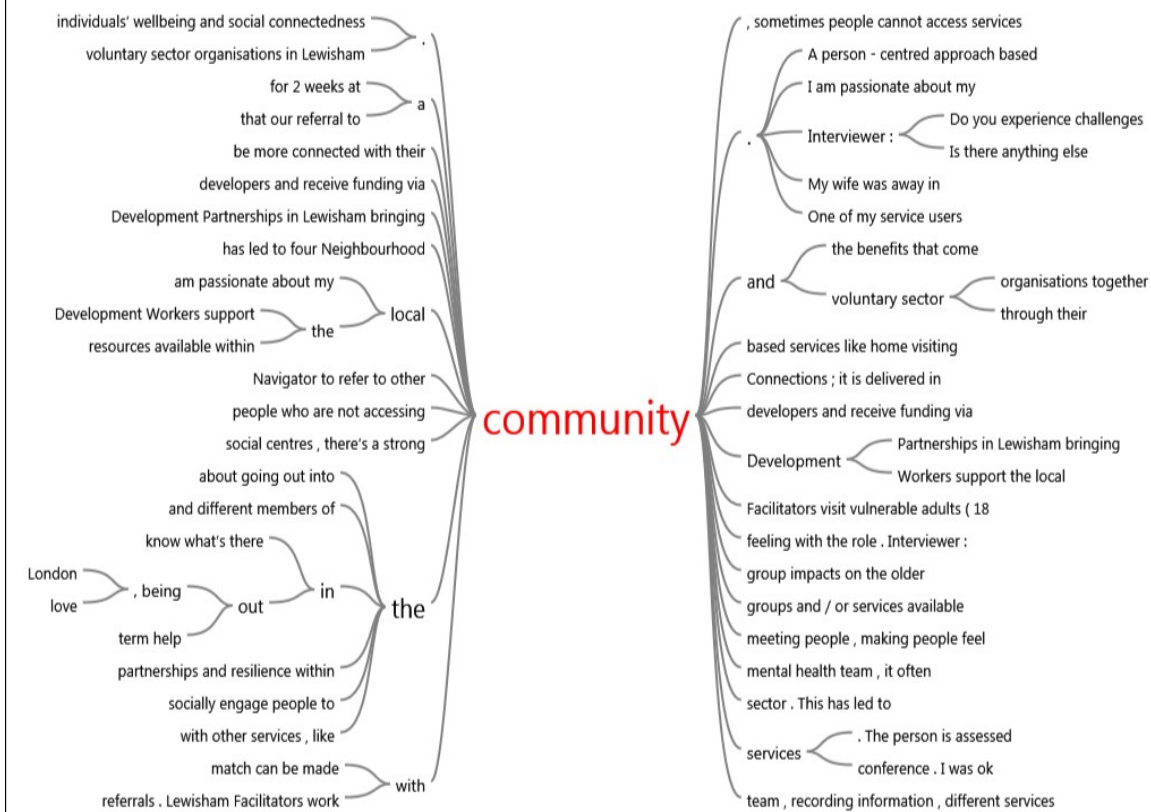 individuals' wellbeing and social connectedness
voluntary sector organisations in Lewisham
.
for 2 weeks at
that our referral to
a
be more connected with their
developers and receive funding via
Development Partnerships in Lewisham bringing
has led to four Neighbourhood
am passionate about my
Development Workers support
resources available within
the
local
Navigator to refer to other
people who are not accessing
social centres , there's a strong
about going out into
and different members of
know what's there
London
love
, being
term help
out
in
partnerships and resilience within
socially engage people to
with other services , like
the
match can be made
referrals . Lewisham Facilitators work
with
community
, sometimes people cannot access services
.
A person - centred approach based
I am passionate about my
Interviewer :
Do you experience challenges
Is there anything else
My wife was away in
One of my service users
and
the benefits that come
voluntary sector
organisations together
through their
based services like home visiting
Connections ; it is delivered in
developers and receive funding via
Development
Partnerships in Lewisham bringing
Workers support the local
Facilitators visit vulnerable adults ( 18
feeling with the role . Interviewer :
group impacts on the older
groups and / or services available
meeting people , making people feel
mental health team , it often
sector . This has led to
services
. The person is assessed
conference . I was ok
team , recording information , different services